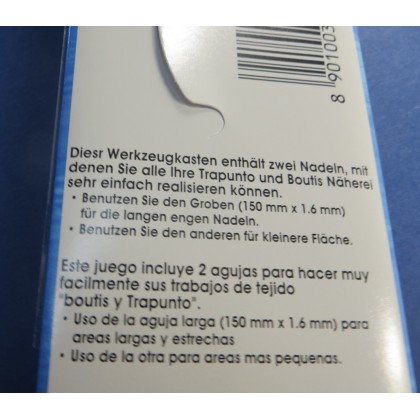 8 901003
Diesr Werkzeugkasten enthält zwei Nadeln, mit
denen Sie alle Ihre Trapunto und Boutis Näherei
sehr einfach realisieren können.
• Benutzen Sie den Groben (150 mm x 1.6 mm)
für die langen engen Nadeln.
• Benutzen Sie den anderen für kleinere Fläche.
Este juego incluye 2 agujas para hacer muy
facilmente sus trabajos de tejido
"boutis y Trapunto".
• Uso de la aguja larga (150 mm x 1.6 mm) para
areas largas y estrechas
• Uso de la otra para areas mas pequenas.